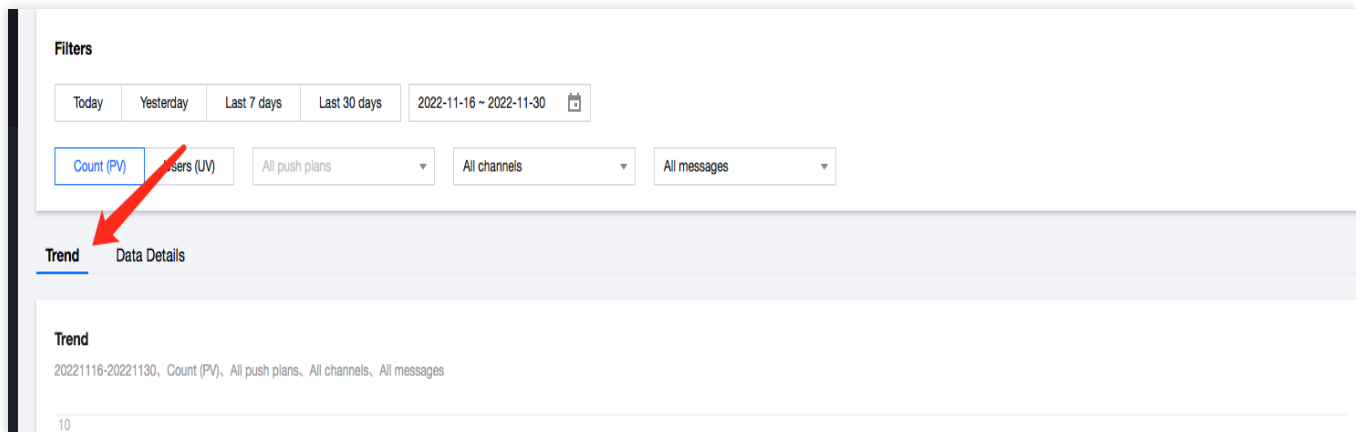 Filters
Today Yesterday Last 7 days Last 30 days 2022-11-16 ~ 2022-11-30
Count (PV) Users (UV) All push plans All channels All messages
Trend Data Details
Trend
20221116-20221130、Count (PV)、All push plans、All channels、All messages
10